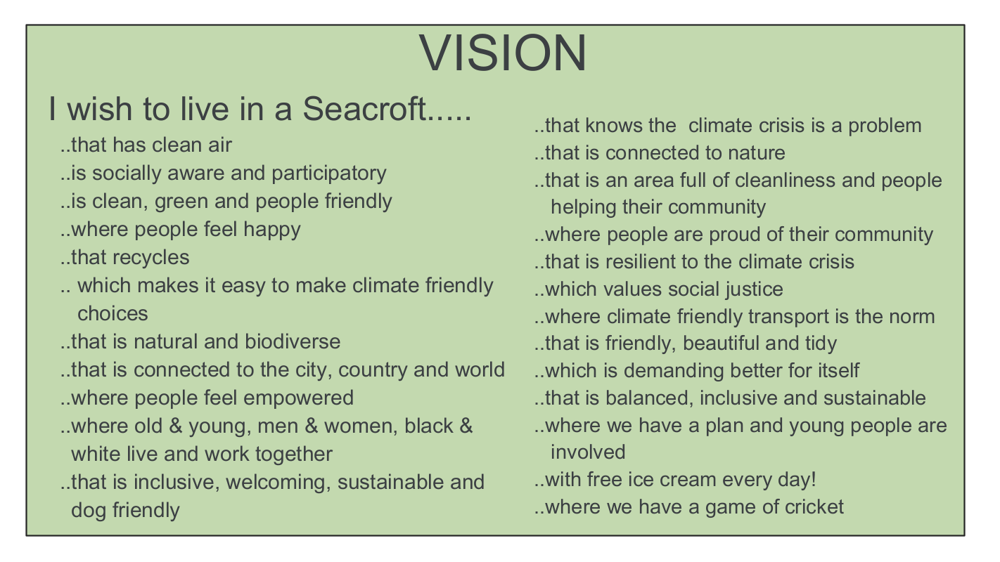 VISION
I wish to live in a Seacroft.....
..that has clean air
..is socially aware and participatory
..is clean, green and people friendly
..where people feel happy
..that recycles
.. which makes it easy to make climate friendly
choices
..that is natural and biodiverse
..that is connected to the city, country and world
..where people feel empowered
..where old & young, men & women, black &
white live and work together
..that is inclusive, welcoming, sustainable and
dog friendly
..that knows the  climate crisis is a problem
..that is connected to nature
..that is an area full of cleanliness and people
helping their community
..where people are proud of their community
..that is resilient to the climate crisis
..which values social justice
..where climate friendly transport is the norm
..that is friendly, beautiful and tidy
..which is demanding better for itself
..that is balanced, inclusive and sustainable
..where we have a plan and young people are
involved
..with free ice cream every day!
..where we have a game of cricket